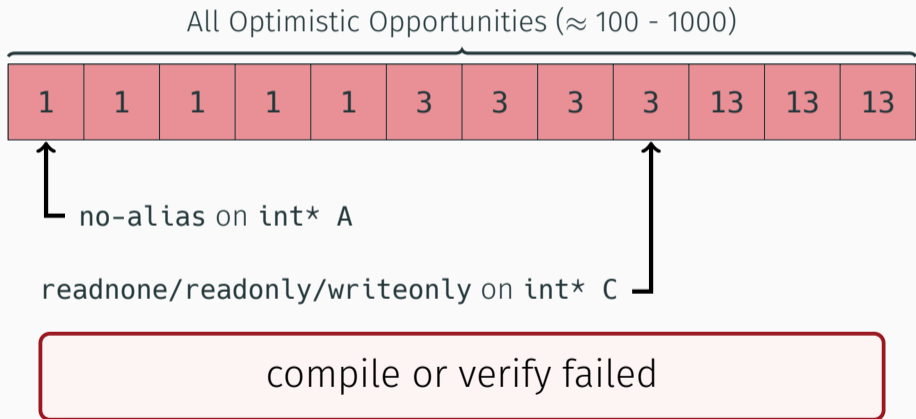 All Optimistic Opportunities (≈ 100 - 1000)
1 1 1 1 1 3 3 3 3 13 13 13
no-alias on int* A
readnone/readonly/writeonly on int* C
compile or verify failed